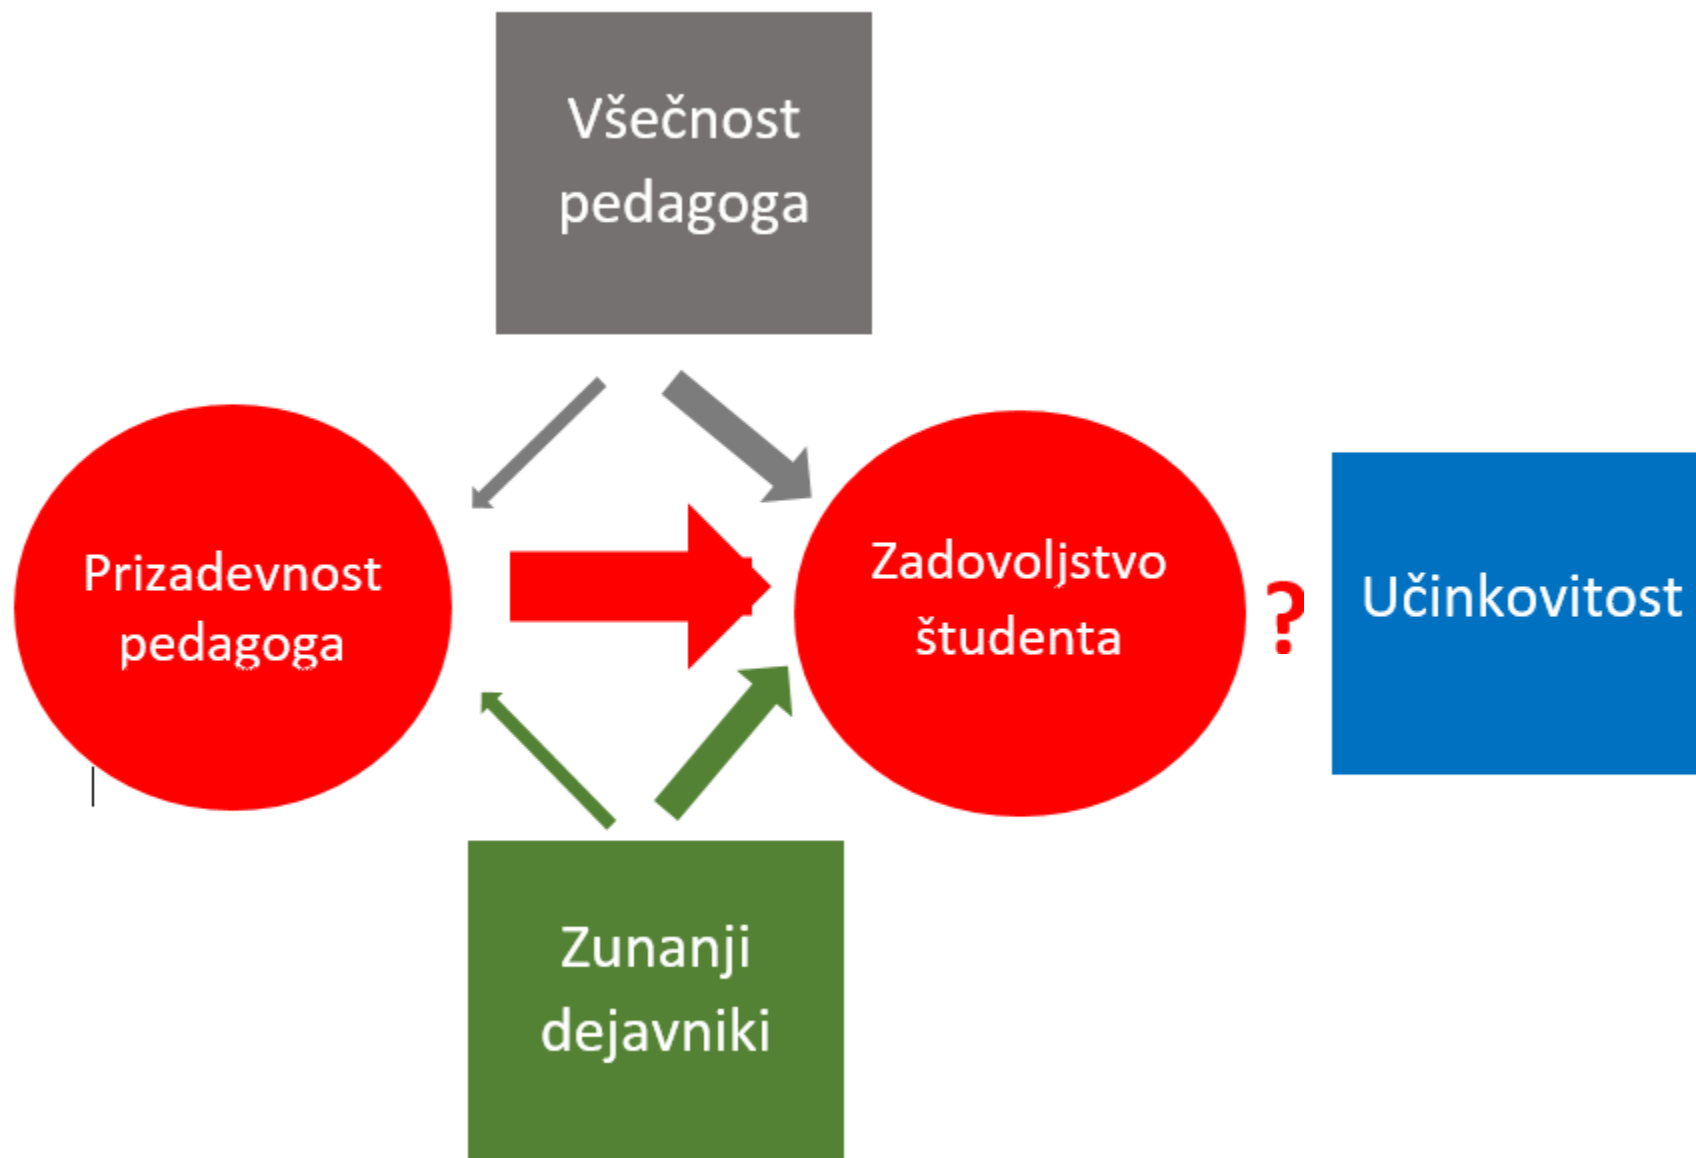 Všečnost
pedagoga
Prizadevnost
pedagoga
Zadovoljstvo
študenta
?
Učinkovitost
Zunanji
dejavniki